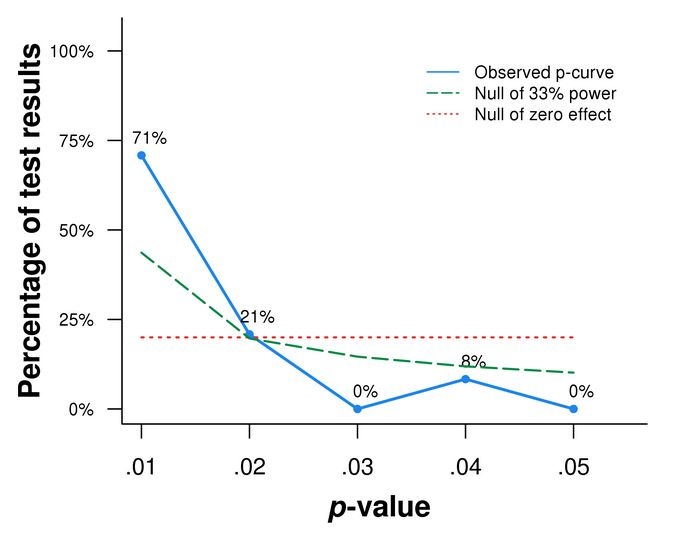 Percentage of test results
100%
75%
50%
25%
0%
Observed p-curve
Null of 33% power
Null of zero effect
71%
21%
0%
8%
0%
.01 .02 .03 .04 .05
p-value